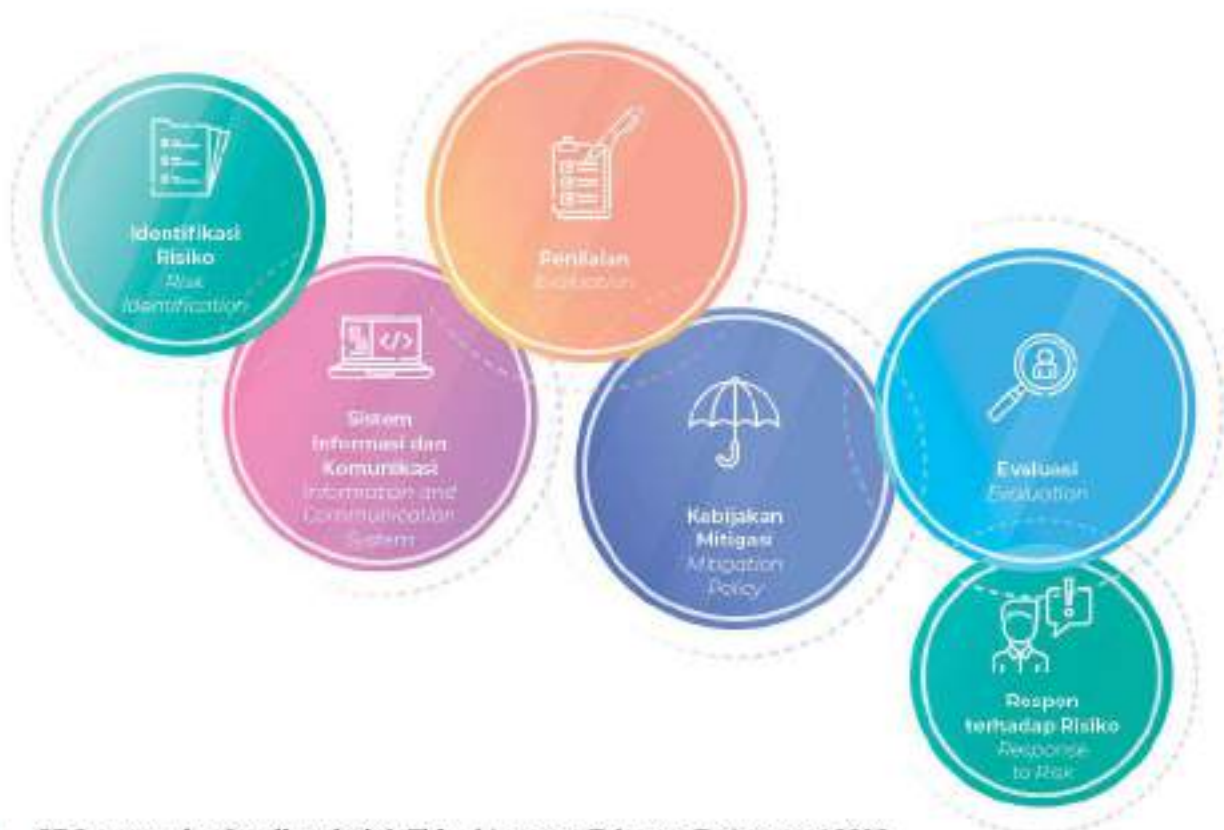 Identifikasi
Risiko
Risk
Identification
Sistem
Informasi dan
Komunikasi
Information and
Communication
System
Penilaian
Evaluation
Kebijakan
Mitigasi
Mitigation
Policy
Evaluasi
Evaluation
Respon
terhadap Risiko
Response
to Risk